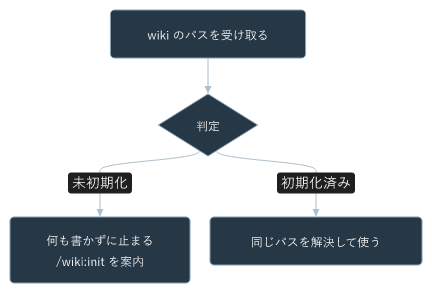 wiki のパスを受け取る
判定
未初期化
初期化済み
何も書かずに止まる
/wiki:init を案内
同じパスを解決して使う